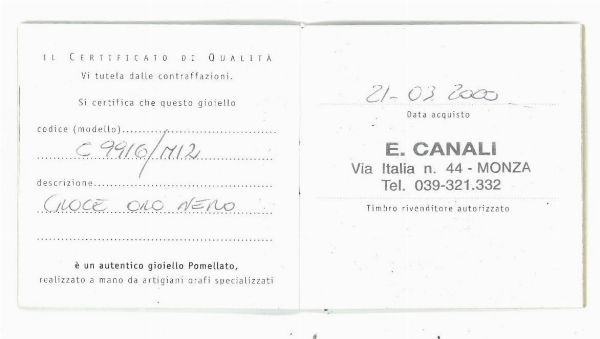 IL CERTIFICATO DI QUALITÀ
Vi tutela dalle contraffazioni.
Si certifica che questo gioiello
codice (modello)
C9916/M12
descrizione
CROCE ORO NERO
è un autentico gioiello Pomellato,
realizzato a mano da artigiani orafi specializzati
21-03 2000
Data acquisto
E. CANALI
Via Italia n. 44 - MONZA
Tel. 039-321.332
Timbro rivenditore autorizzato